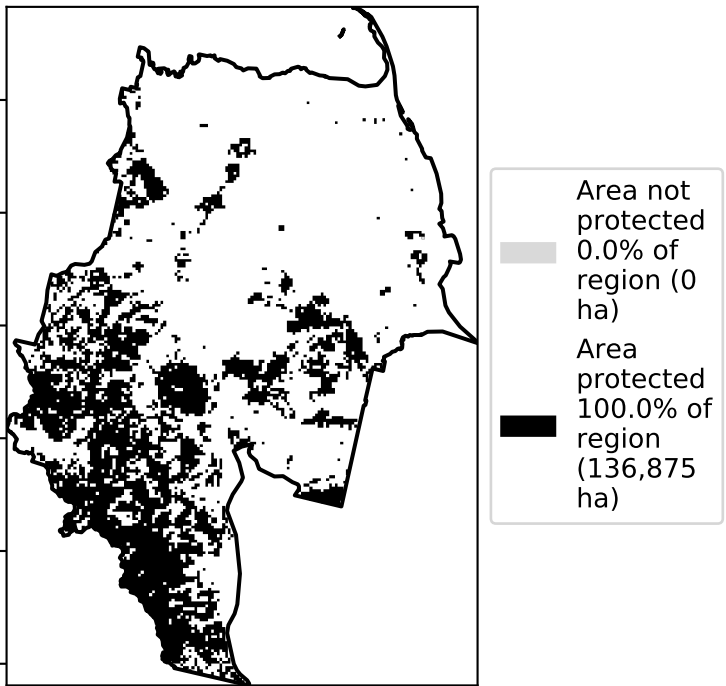 Area not
protected
0.0% of
region (0
ha)
Area
protected
100.0% of
region
(136,875
ha)